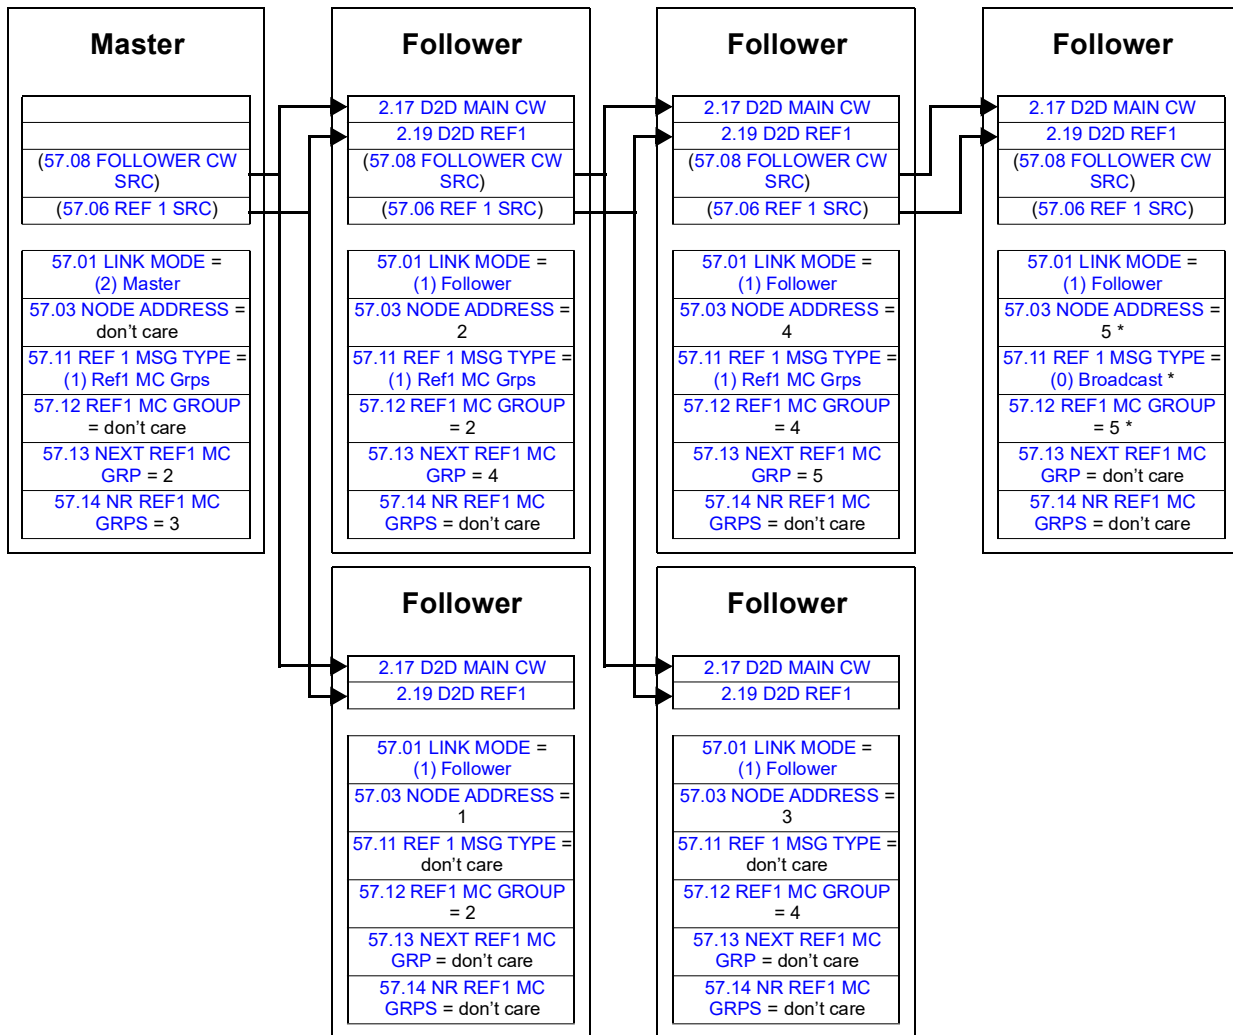 Master
(57.08 FOLLOWER CW
SRC)
(57.06 REF 1 SRC)
57.01 LINK MODE =
(2) Master
57.03 NODE ADDRESS =
don't care
57.11 REF 1 MSG TYPE =
(1) Ref1 MC Grps
57.12 REF1 MC GROUP
= don't care
57.13 NEXT REF1 MC
GRP = 2
57.14 NR REF1 MC
GRPS = 3
Follower
2.17 D2D MAIN CW
2.19 D2D REF1
(57.08 FOLLOWER CW
SRC)
(57.06 REF 1 SRC)
57.01 LINK MODE =
(1) Follower
57.03 NODE ADDRESS =
2
57.11 REF 1 MSG TYPE =
(1) Ref1 MC Grps
57.12 REF1 MC GROUP
= 2
57.13 NEXT REF1 MC
GRP = 4
57.14 NR REF1 MC
GRPS = don't care
Follower
2.17 D2D MAIN CW
2.19 D2D REF1
(57.08 FOLLOWER CW
SRC)
(57.06 REF 1 SRC)
57.01 LINK MODE =
(1) Follower
57.03 NODE ADDRESS =
4
57.11 REF 1 MSG TYPE =
(1) Ref1 MC Grps
57.12 REF1 MC GROUP
= 4
57.13 NEXT REF1 MC
GRP = 5
57.14 NR REF1 MC
GRPS = don't care
Follower
2.17 D2D MAIN CW
2.19 D2D REF1
(57.08 FOLLOWER CW
SRC)
(57.06 REF 1 SRC)
57.01 LINK MODE =
(1) Follower
57.03 NODE ADDRESS =
5 *
57.11 REF 1 MSG TYPE =
(0) Broadcast *
57.12 REF1 MC GROUP
= 5 *
57.13 NEXT REF1 MC
GRP = don't care
57.14 NR REF1 MC
GRPS = don't care
Follower
2.17 D2D MAIN CW
2.19 D2D REF1
57.01 LINK MODE =
(1) Follower
57.03 NODE ADDRESS =
1
57.11 REF 1 MSG TYPE =
don't care
57.12 REF1 MC GROUP
= 2
57.13 NEXT REF1 MC
GRP = don't care
57.14 NR REF1 MC
GRPS = don't care
Follower
2.17 D2D MAIN CW
2.19 D2D REF1
57.01 LINK MODE =
(1) Follower
57.03 NODE ADDRESS =
3
57.11 REF 1 MSG TYPE =
don't care
57.12 REF1 MC GROUP
= 4
57.13 NEXT REF1 MC
GRP = don't care
57.14 NR REF1 MC
GRPS = don't care